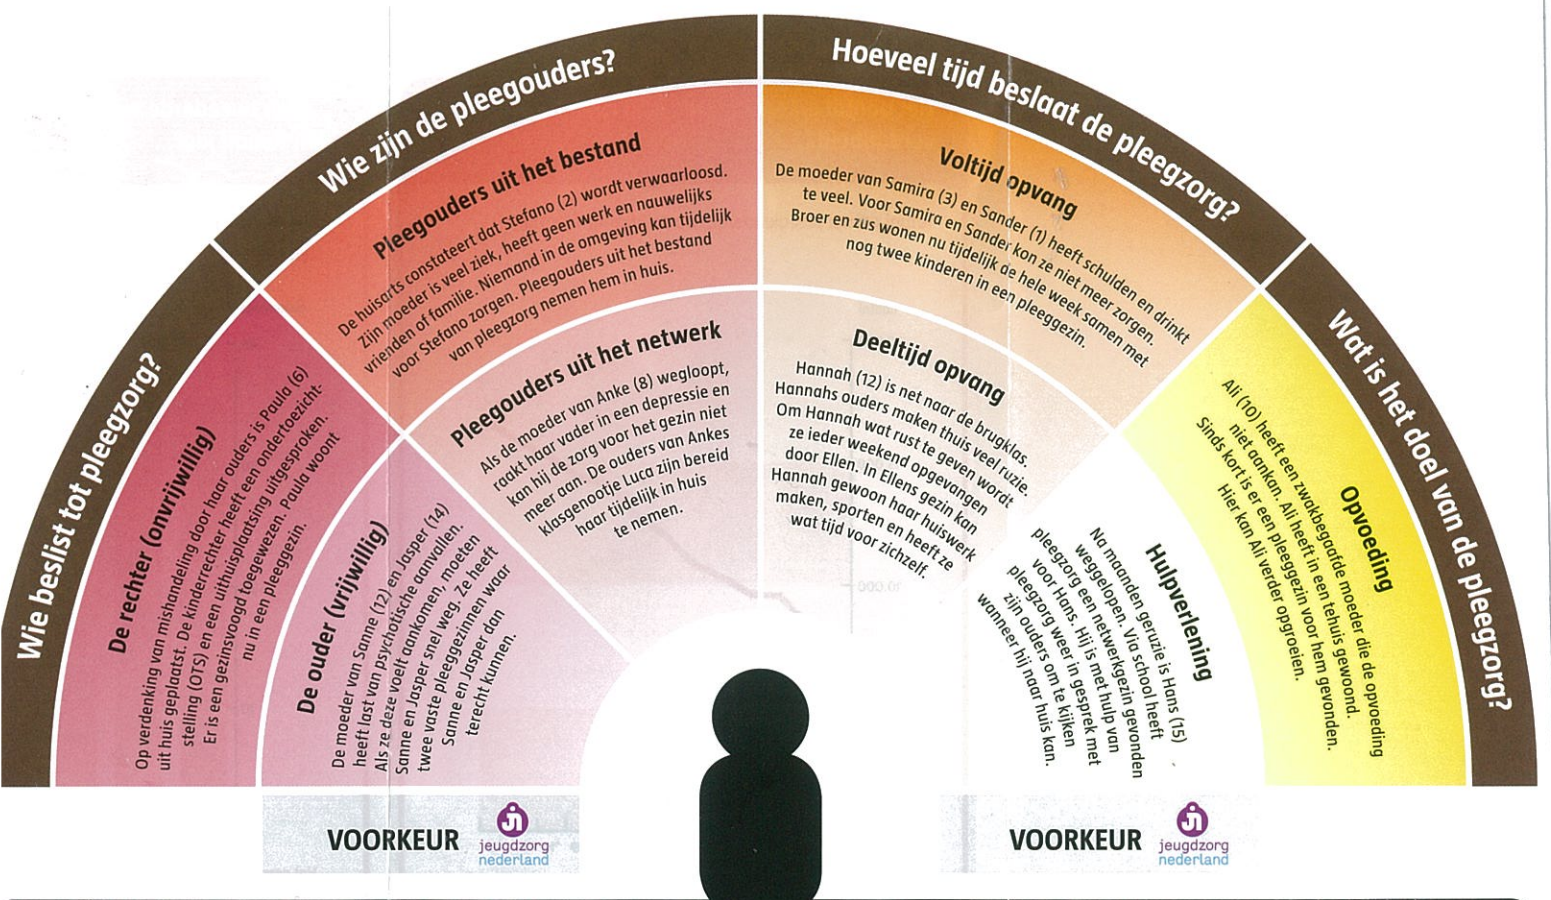 Wie beslist tot pleegzorg?
De rechter (onvrijwillig)
Op verdenking van mishandeling door haar ouders is Paula (6)
uit huis geplaatst. De kinderrechter heeft een ondertoezicht-
stelling (OTS) en een uithuisplaatsing uitgesproken.
Er is een gezinsvoogd toegewezen. Paula woont
nu in een pleeggezin.
De ouder (vrijwillig)
De moeder van Sanne (12) en Jasper (14)
heeft last van psychotische aanvallen.
Als ze deze voelt aankomen, moeten
Sanne en Jasper snel weg. Ze heeft
twee vaste pleeggezinnen waar
Sanne en Jasper dan
terecht kunnen.
Wie zijn de pleegouders?
Pleegouders uit het bestand
De huisarts constateert dat Stefano (2) wordt verwaarloosd.
Zijn moeder is veel ziek, heeft geen werk en nauwelijks
vrienden of familie. Niemand in de omgeving kan tijdelijk
voor Stefano zorgen. Pleegouders uit het bestand
van pleegzorg nemen hem in huis.
Pleegouders uit het netwerk
Als de moeder van Anke (8) wegloopt,
raakt haar vader in een depressie en
kan hij de zorg voor het gezin niet
meer aan. De ouders van Ankes
klasgenootje Luca zijn bereid
haar tijdelijk in huis
te nemen.
Hoeveel tijd beslaat de pleegzorg?
Voltijd opvang
De moeder van Samira (3) en Sander (1) heeft schulden en drinkt
te veel. Voor Samira en Sander kon ze niet meer zorgen.
Broer en zus wonen nu tijdelijk de hele week samen met
nog twee kinderen in een pleeggezin.
Deeltijd opvang
Hannah (12) is net naar de brugklas.
Hannahs ouders maken thuis veel ruzie.
Om Hannah wat rust te geven wordt
ze ieder weekend opgevangen
door Ellen. In Ellens gezin kan
Hannah gewoon haar huiswerk
maken, sporten en heeft ze
wat tijd voor zichzelf.
Wat is het doel van de pleegzorg?
Opvoeding
Ali (10) heeft een zwakbegaafde moeder die de opvoeding
niet aankan. Ali heeft in een tehuis gewoond.
Sinds kort is er een pleeggezin voor hem gevonden.
Hier kan Ali verder opgroeien.
Hulpverlening
Na maanden geruzie is Hans (15)
weggelopen. Via school heeft
pleegzorg een netwerkgezin gevonden
voor Hans. Hij is met hulp van
pleegzorg weer in gesprek met
zijn ouders om te kijken
wanneer hij naar huis kan.
VOORKEUR
jeugdzorg
nederland
VOORKEUR
jeugdzorg
nederland